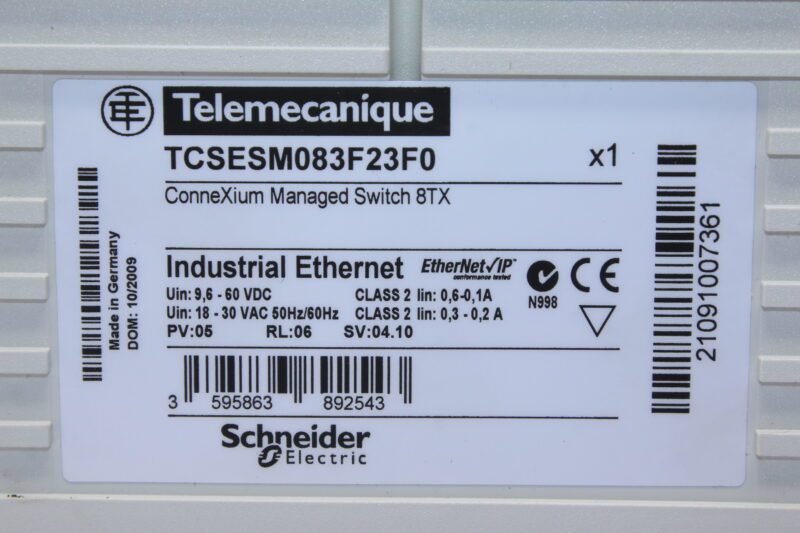 TE Telemecanique
TCSESM083F23F0 x1
ConneXium Managed Switch 8TX
Industrial Ethernet EtherNet/IP™ CE
conformance tested
N998
Uin: 9,6 - 60 VDC CLASS 2 Iin: 0,6-0,1A
Uin: 18 - 30 VAC 50Hz/60Hz CLASS 2 Iin: 0,3 - 0,2 A
PV:05 RL:06 SV:04.10
3 595863 892543
Schneider
Electric
Made in Germany
DOM: 10/2009
21091007361